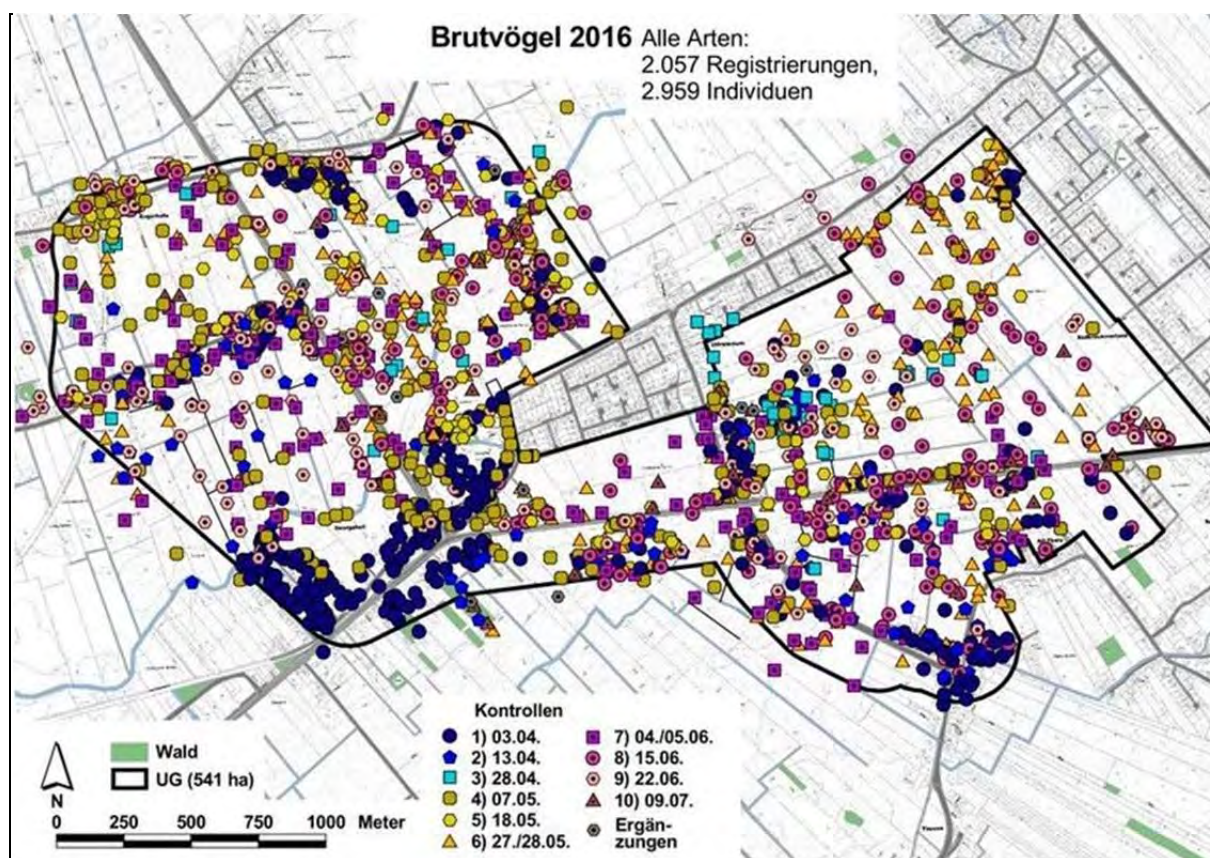 Brutvögel 2016 Alle Arten:
2.057 Registrierungen,
2.959 Individuen
Kontrollen
1) 03.04.
2) 13.04.
3) 28.04.
4) 07.05.
5) 18.05.
6) 27./28.05.
7) 04./05.06.
8) 15.06.
9) 22.06.
10) 09.07.
Ergän-
zungen
Wald
UG (541 ha)
N
0 250 500 750 1000 Meter